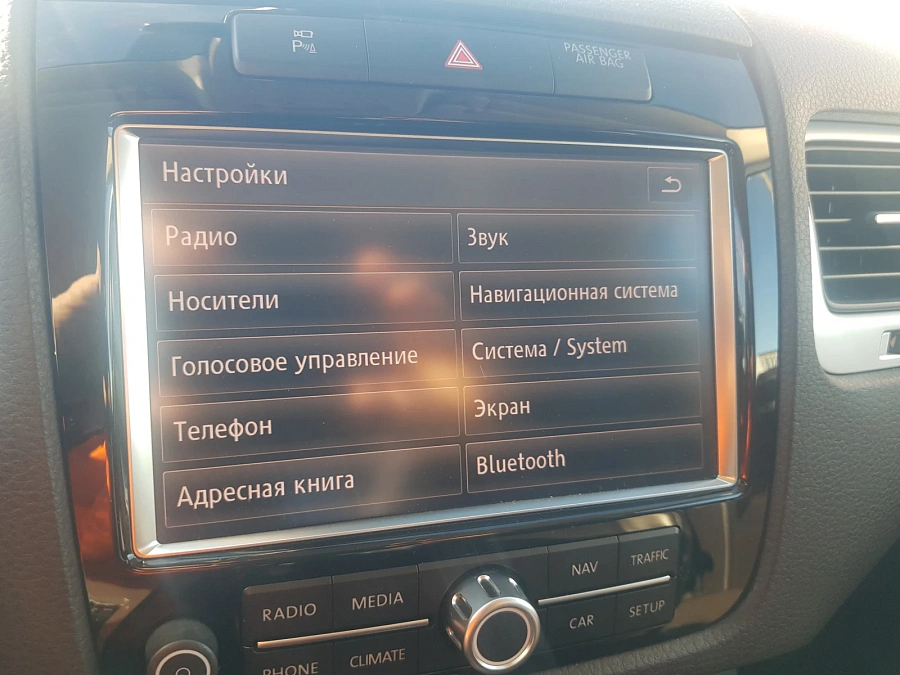 P
PASSENGER
AIR BAG
Настройки
Радио
Звук
Носители
Навигационная система
Голосовое управление
Система / System
Телефон
Экран
Адресная книга
Bluetooth
RADIO
MEDIA
NAV
TRAFFIC
PHONE
CLIMATE
CAR
SETUP